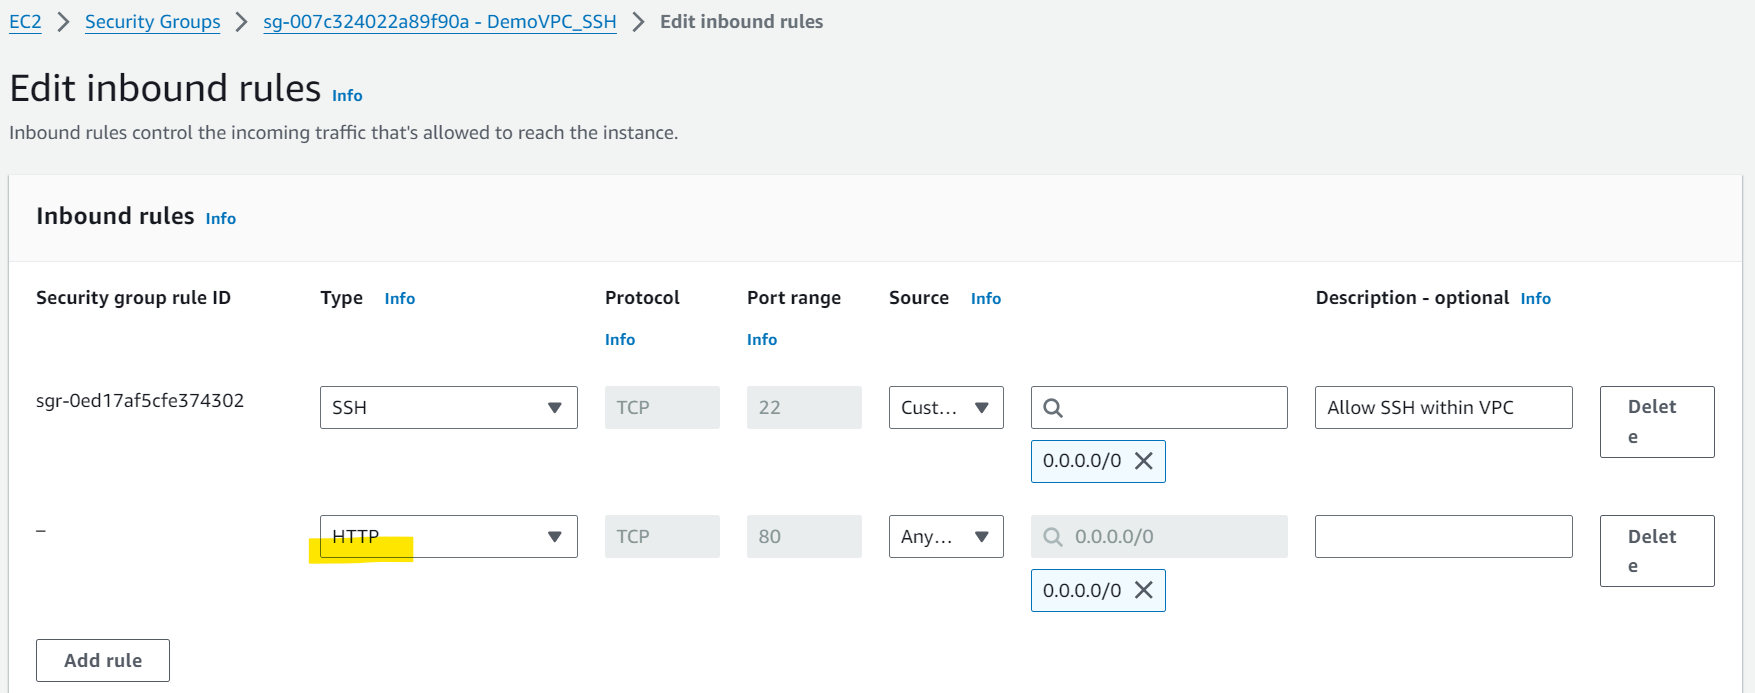 EC2 > Security Groups > sg-007c324022a89f90a - DemoVPC_SSH > Edit inbound rules
Edit inbound rules Info
Inbound rules control the incoming traffic that's allowed to reach the instance.
Inbound rules Info
Security group rule ID Type Info Protocol Port range Source Info Description - optional Info
Info Info
sgr-0ed17af5cfe374302 SSH TCP 22 Cust... Allow SSH within VPC Delet
e
0.0.0.0/0
– HTTP TCP 80 Any... 0.0.0.0/0 Delet
e
0.0.0.0/0
Add rule